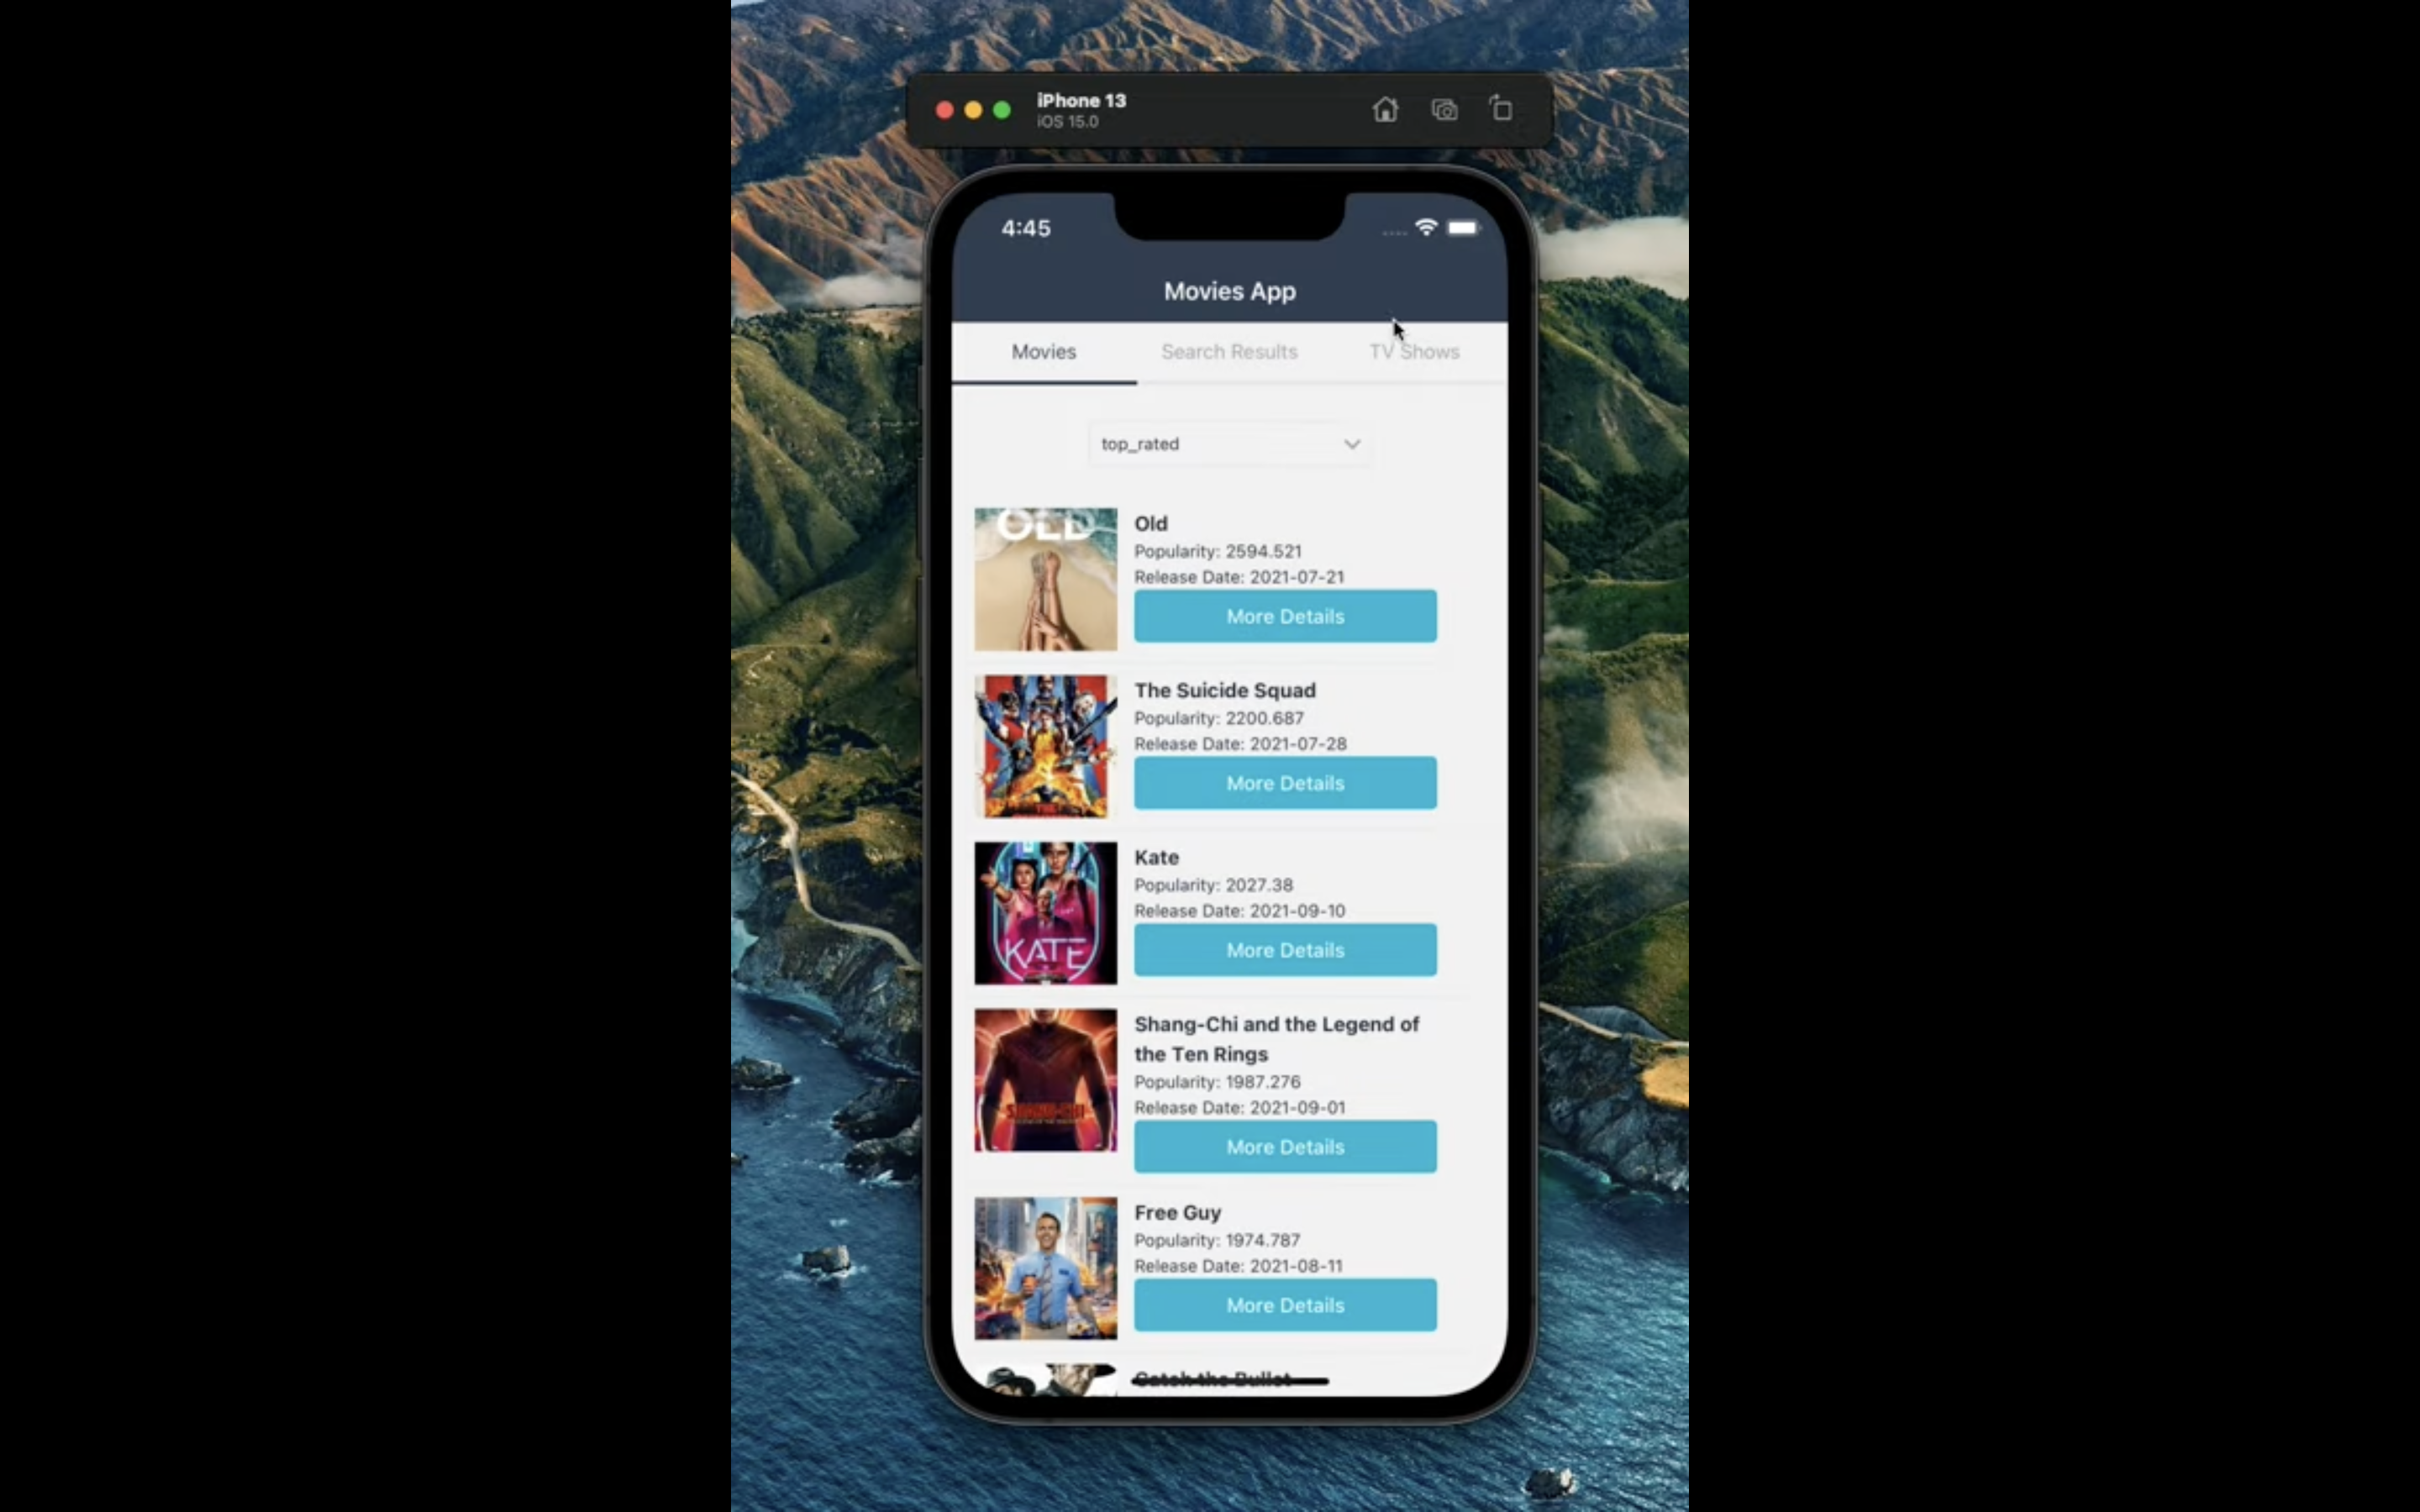 iPhone 13
iOS 15.0
4:45
Movies App
Movies
Search Results
TV Shows
top_rated
OLD
Old
Popularity: 2594.521
Release Date: 2021-07-21
More Details
The Suicide Squad
Popularity: 2200.687
Release Date: 2021-07-28
More Details
KATE
Kate
Popularity: 2027.38
Release Date: 2021-09-10
More Details
SHANG-CHI
Shang-Chi and the Legend of
the Ten Rings
Popularity: 1987.276
Release Date: 2021-09-01
More Details
Free Guy
Popularity: 1974.787
Release Date: 2021-08-11
More Details
Catch the Bullet